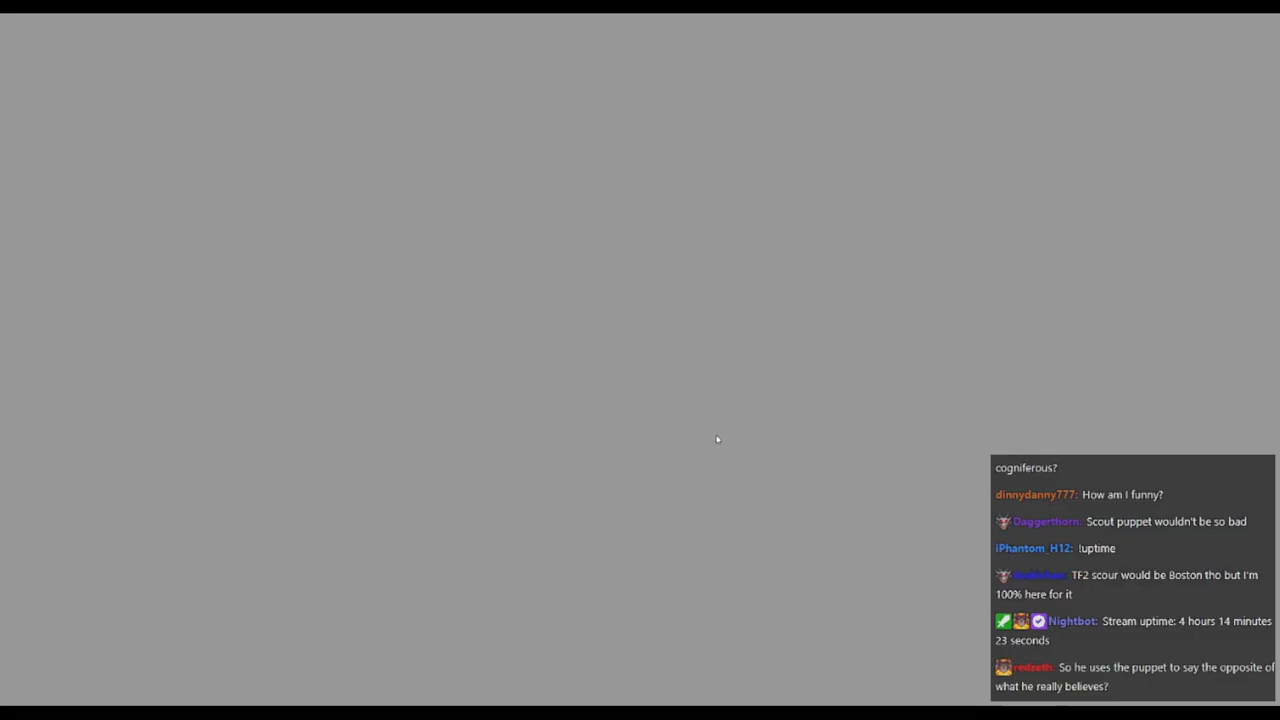 cogniferous?
dinnydanny777: How am I funny?
Daggerthorn: Scout puppet wouldn't be so bad
iPhantom_H12: !uptime
TF2 scour would be Boston tho but I'm
100% here for it
Nightbot: Stream uptime: 4 hours 14 minutes
23 seconds
redzeth: So he uses the puppet to say the opposite of
what he really believes?